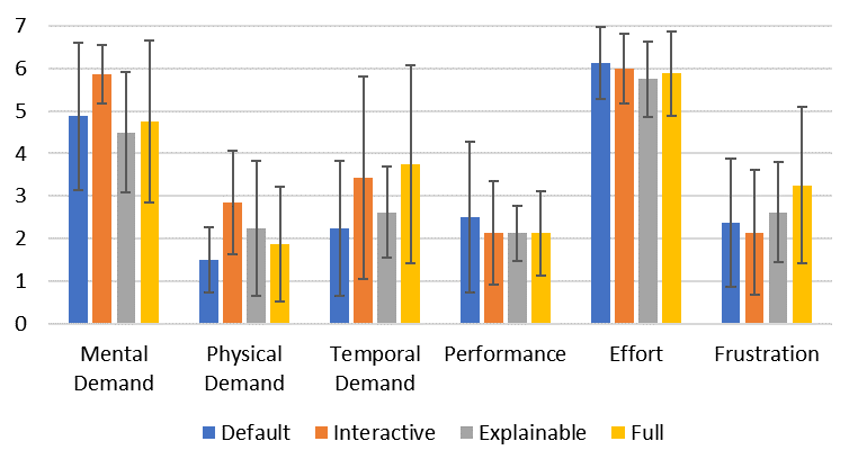 7
6
5
4
3
2
1
0
Mental Physical Temporal Performance Effort Frustration
Demand Demand Demand
Default Interactive Explainable Full